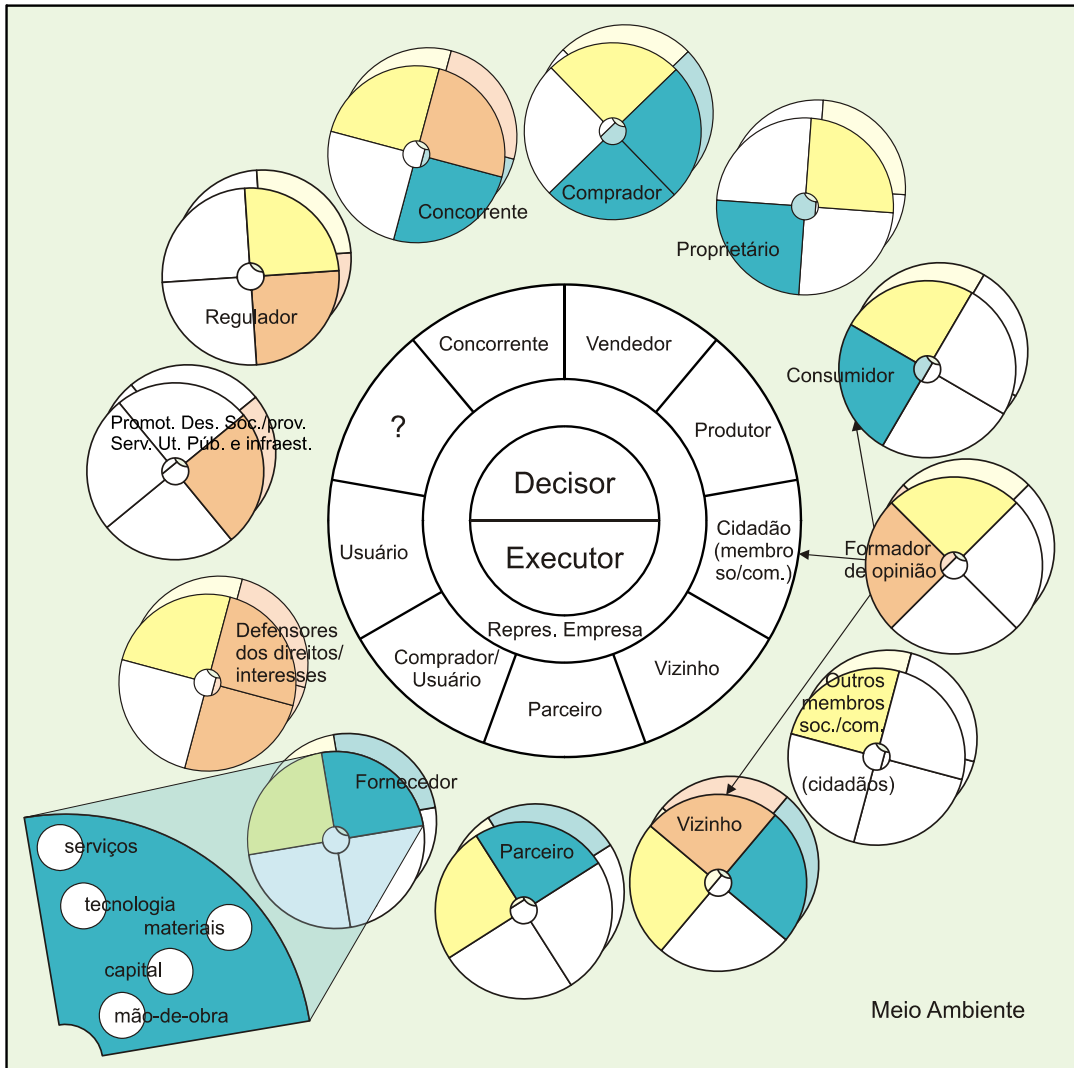 Concorrente
Comprador
Proprietário
Regulador
Consumidor
Promot. Des. Soc./prov.
Serv. Ut. Púb. e infraest.
Formador
de opinião
Defensores
dos direitos/
interesses
Outros
membros
soc./com.
(cidadãos)
Fornecedor
Parceiro
Vizinho
Concorrente
Vendedor
?
Produtor
Usuário
Cidadão
(membro
so/com.)
Comprador/
Usuário
Parceiro
Vizinho
Decisor
Executor
Repres. Empresa
serviços
tecnologia
materiais
capital
mão-de-obra
Meio Ambiente